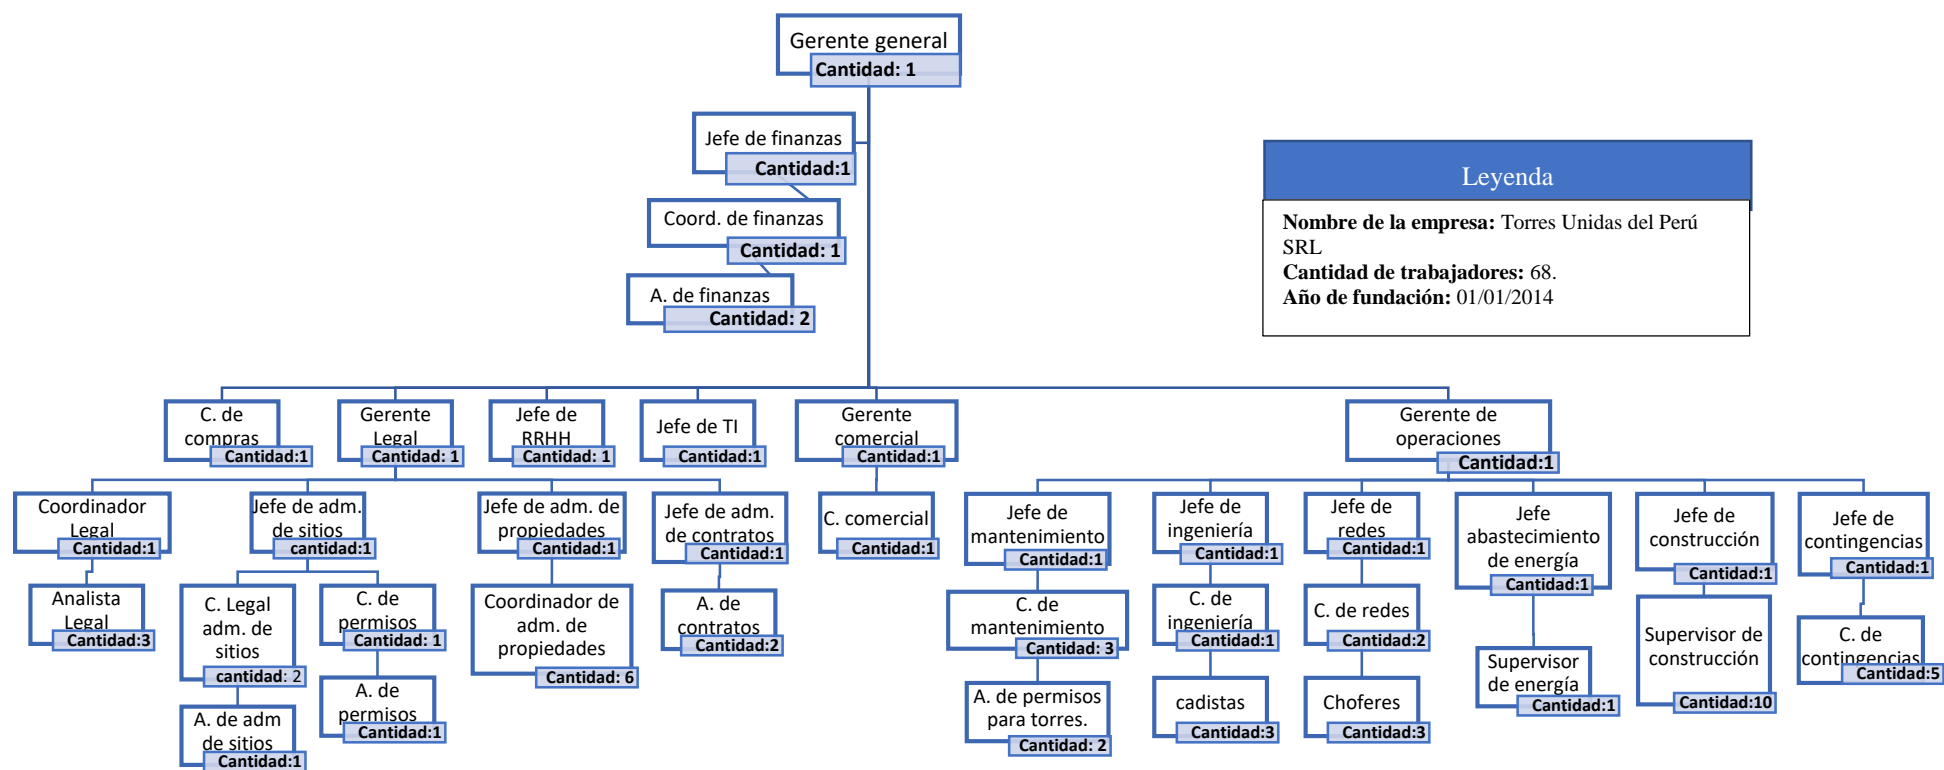 Gerente general
Cantidad: 1
Jefe de finanzas
Cantidad:1
Coord. de finanzas
Cantidad: 1
A. de finanzas
Cantidad: 2
Leyenda
Nombre de la empresa: Torres Unidas del Perú
SRL
Cantidad de trabajadores: 68.
Año de fundación: 01/01/2014
C. de
compras
Cantidad:1
Gerente
Legal
Cantidad: 1
Jefe de
RRHH
Cantidad: 1
Jefe de TI
Cantidad:1
Gerente
comercial
Cantidad:1
Gerente de
operaciones
Cantidad:1
Coordinador
Legal
Cantidad:1
Jefe de adm.
de sitios
cantidad:1
Jefe de adm. de
propiedades
Cantidad:1
Jefe de adm.
de contratos
Cantidad:1
C. comercial
Cantidad:1
Jefe de
mantenimiento
Cantidad:1
Jefe de
ingeniería
Cantidad:1
Jefe de
redes
Cantidad:1
Jefe
abastecimiento
de energía
Cantidad:1
Jefe de
construcción
Cantidad:1
Jefe de
contingencias
Cantidad:1
Analista
Legal
Cantidad:3
C. Legal
adm. de
sitios
cantidad: 2
C. de
permisos
Cantidad: 1
Coordinador de
adm. de
propiedades
Cantidad: 6
A. de
contratos
Cantidad:2
C. de
mantenimiento
Cantidad: 3
C. de
ingeniería
Cantidad:1
C. de redes
Cantidad:2
Supervisor
de energía
Cantidad:1
Supervisor de
construcción
Cantidad:10
C. de
contingencias
Cantidad:5
A. de adm
de sitios
Cantidad:1
A. de
permisos
Cantidad:1
A. de permisos
para torres.
Cantidad: 2
cadistas
Cantidad:3
Choferes
Cantidad:3